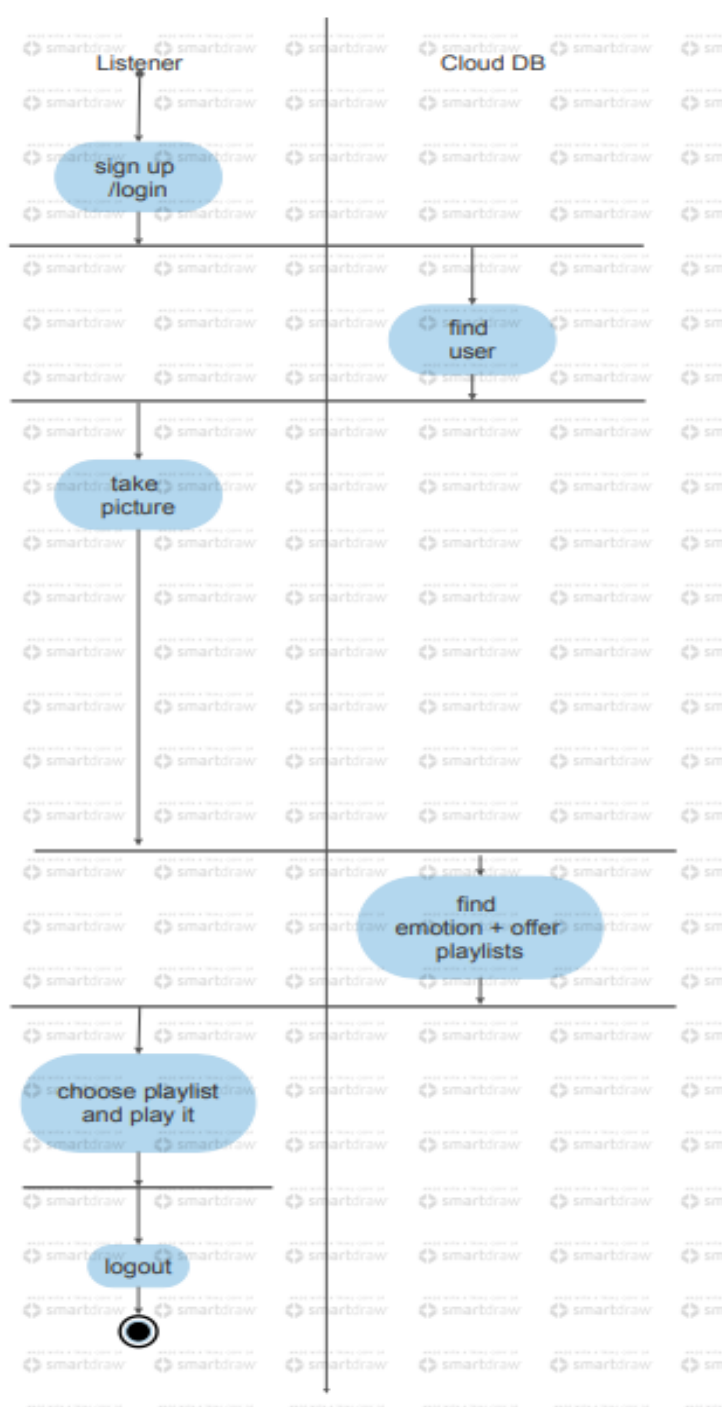 Listener
Cloud DB
sign up
/login
find
user
take
picture
find
emotion + offer
playlists
choose playlist
and play it
logout
smartdraw